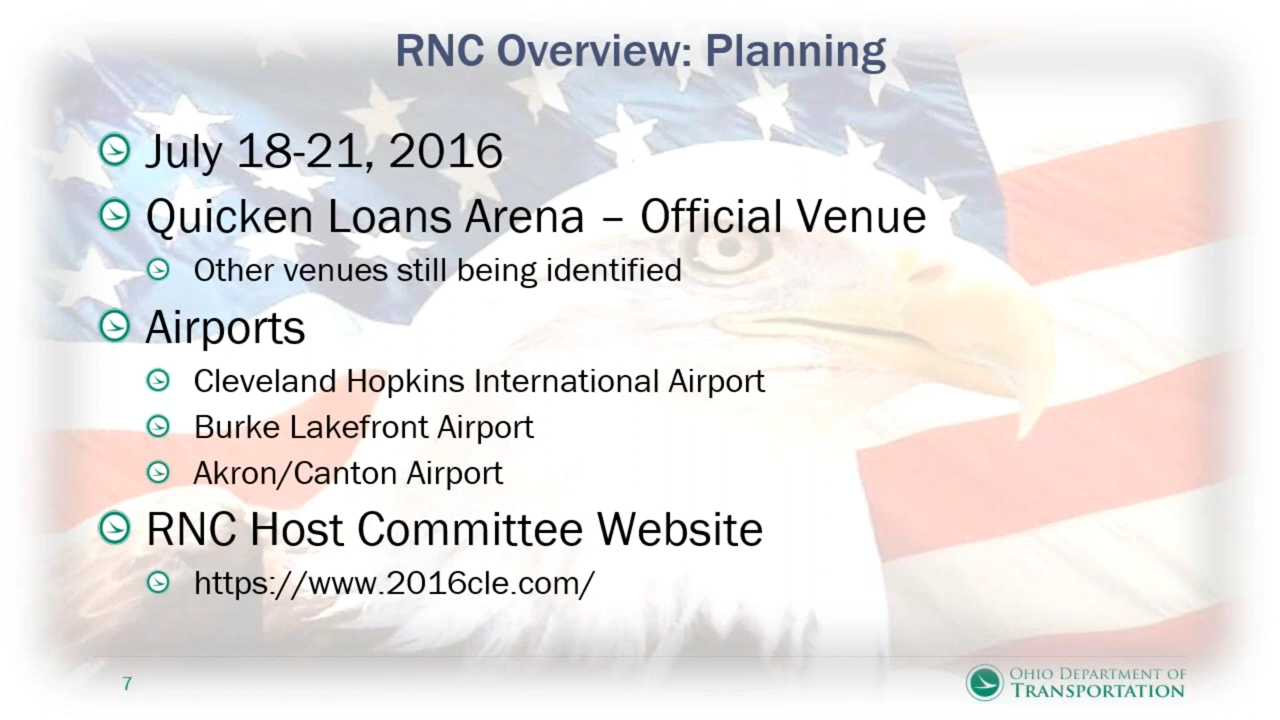 RNC Overview: Planning
July 18-21, 2016
Quicken Loans Arena – Official Venue
Other venues still being identified
Airports
Cleveland Hopkins International Airport
Burke Lakefront Airport
Akron/Canton Airport
RNC Host Committee Website
https://www.2016cle.com/
7
OHIO DEPARTMENT OF
TRANSPORTATION